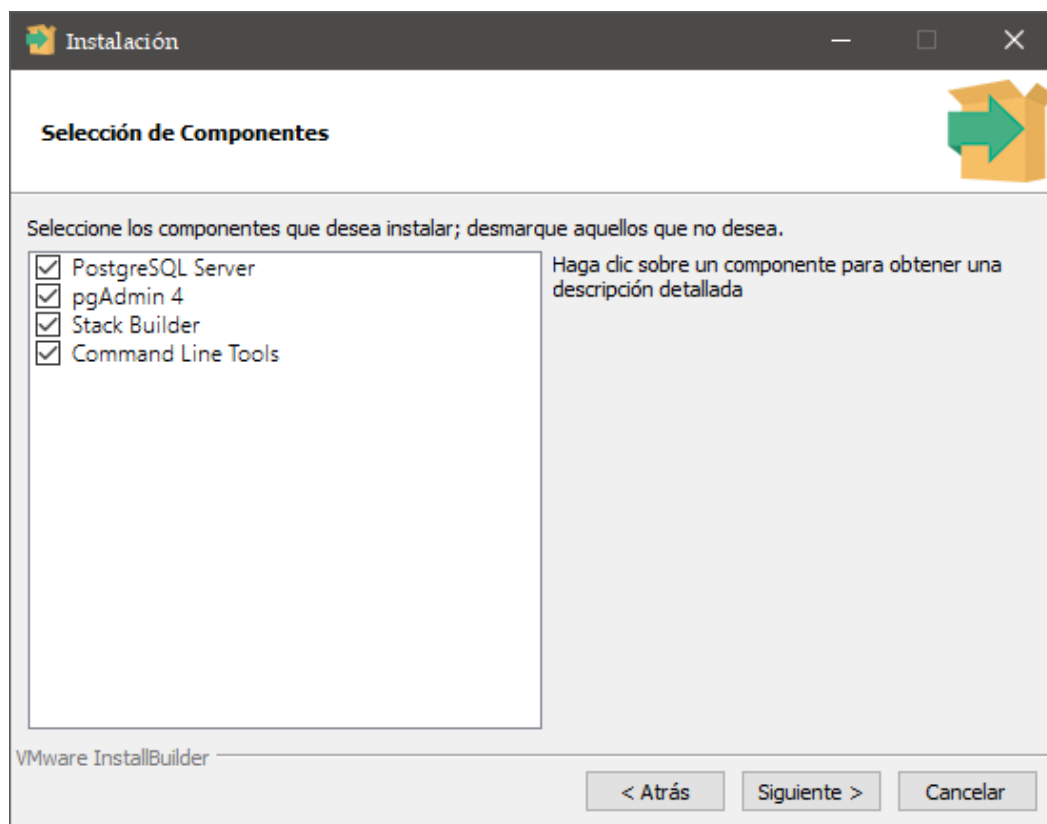 Instalación
Selección de Componentes
Seleccione los componentes que desea instalar; desmarque aquellos que no desea.
PostgreSQL Server
pgAdmin 4
Stack Builder
Command Line Tools
Haga clic sobre un componente para obtener una
descripción detallada
VMware InstallBuilder
< Atrás
Siguiente >
Cancelar